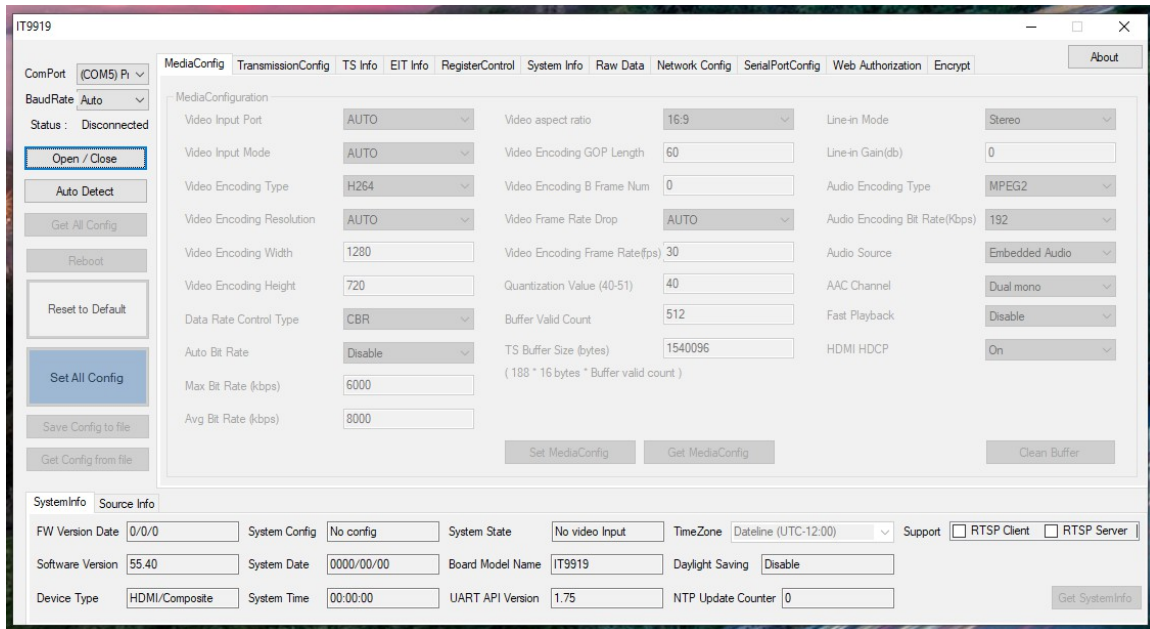 IT9919
About
ComPort (COM5) Pr
BaudRate Auto
Status : Disconnected
Open / Close
Auto Detect
Get All Config
Reboot
Reset to Default
Set All Config
Save Config to file
Get Config from file
MediaConfig TransmissionConfig TS Info EIT Info RegisterControl System Info Raw Data Network Config SerialPortConfig Web Authorization Encrypt
MediaConfiguration
Video Input Port AUTO
Video Input Mode AUTO
Video Encoding Type H264
Video Encoding Resolution AUTO
Video Encoding Width 1280
Video Encoding Height 720
Data Rate Control Type CBR
Auto Bit Rate Disable
Max Bit Rate (kbps) 6000
Avg Bit Rate (kbps) 8000
Video aspect ratio 16:9
Video Encoding GOP Length 60
Video Encoding B Frame Num 0
Video Frame Rate Drop AUTO
Video Encoding Frame Rate(fps) 30
Quantization Value (40-51) 40
Buffer Valid Count 512
TS Buffer Size (bytes) 1540096
( 188 * 16 bytes * Buffer valid count )
Set MediaConfig Get MediaConfig
Line-in Mode Stereo
Line-in Gain(db) 0
Audio Encoding Type MPEG2
Audio Encoding Bit Rate(Kbps) 192
Audio Source Embedded Audio
AAC Channel Dual mono
Fast Playback Disable
HDMI HDCP On
Clean Buffer
SystemInfo Source Info
FW Version Date 0/0/0 System Config No config System State No video Input TimeZone Dateline (UTC-12:00) Support RTSP Client RTSP Server
Software Version 55.40 System Date 0000/00/00 Board Model Name IT9919 Daylight Saving Disable
Device Type HDMI/Composite System Time 00:00:00 UART API Version 1.75 NTP Update Counter 0 Get SystemInfo